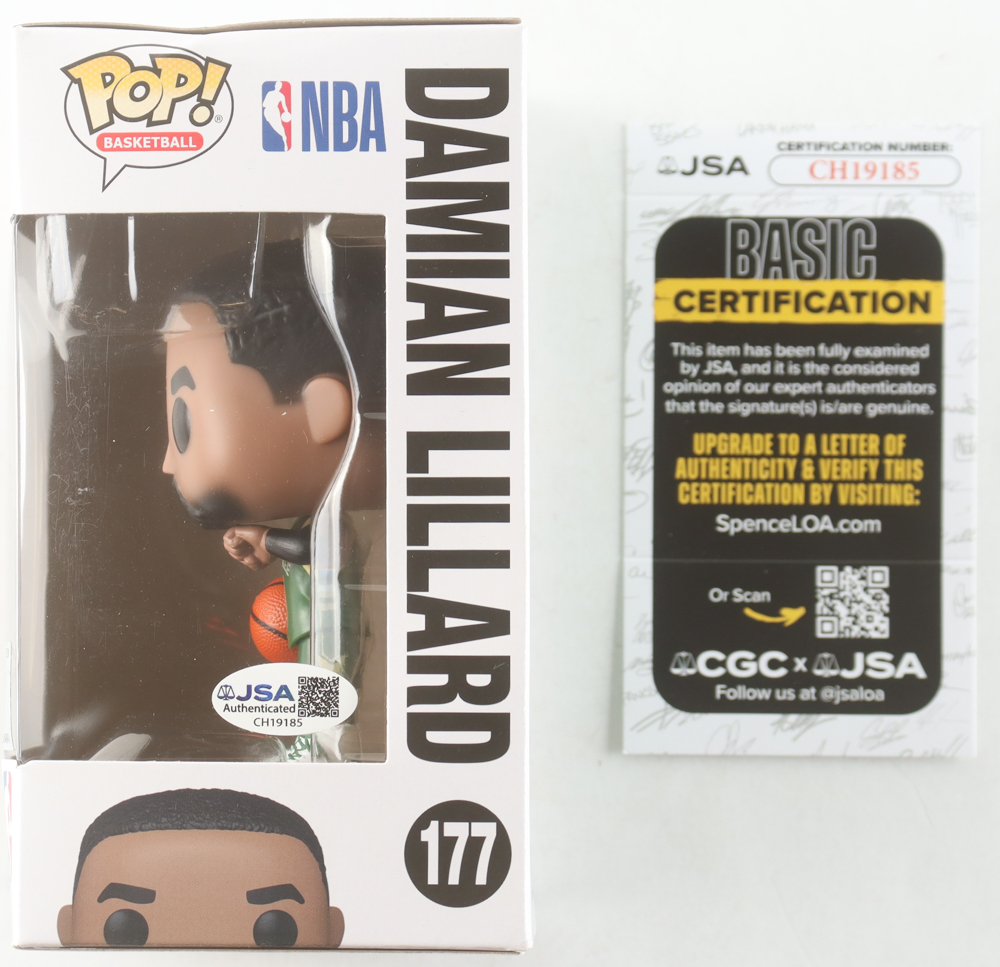 POP!®
BASKETBALL
NBA
DAMIAN LILLARD
JSA
Authenticated
CH19185
177
JSA
CERTIFICATION NUMBER:
CH19185
BASIC
CERTIFICATION
This item has been fully examined
by JSA, and it is the considered
opinion of our expert authenticators
that the signature(s) is/are genuine.
UPGRADE TO A LETTER OF
AUTHENTICITY & VERIFY THIS
CERTIFICATION BY VISITING:
SpenceLOA.com
Or Scan
CGC x JSA
Follow us at @jsaloa